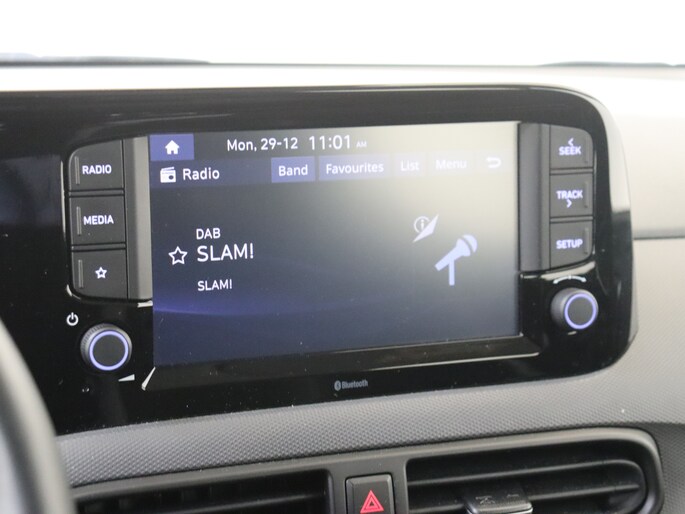 Mon, 29-12 11:01 AM
Radio Band Favourites List Menu
DAB
SLAM!
SLAM!
RADIO
MEDIA
SEEK
TRACK
SETUP
Bluetooth